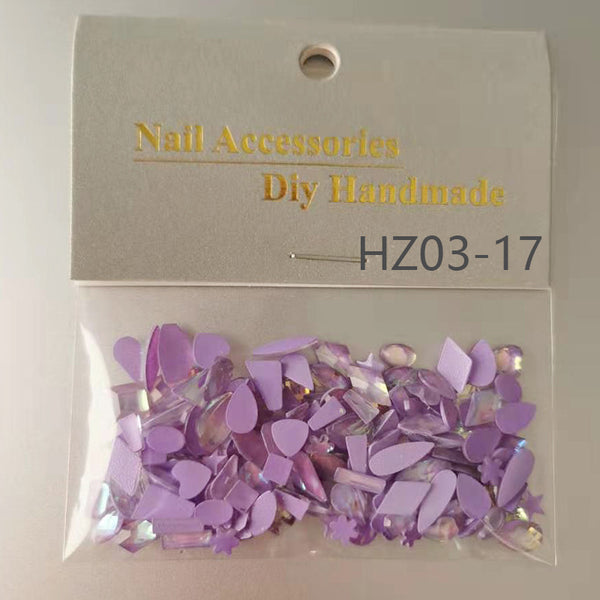 Nail Accessories
Diy Handmade
HZ03-17